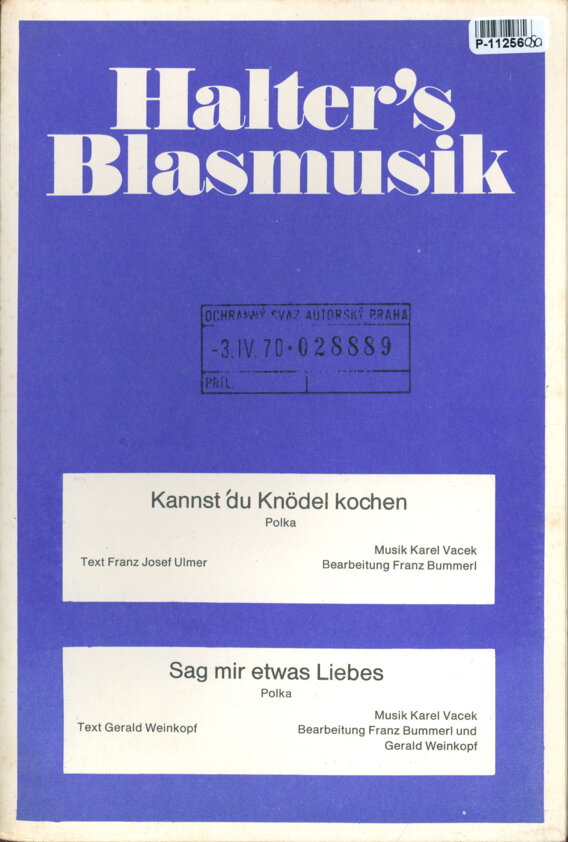 P-11256
Halter's
Blasmusik
OCHRANNÝ SVAZ AUTORSKÝ PRAHA
-3.IV.70·028889
PŘÍL.
Kannst du Knödel kochen
Polka
Musik Karel Vacek
Text Franz Josef Ulmer
Bearbeitung Franz Bummerl
Sag mir etwas Liebes
Polka
Musik Karel Vacek
Text Gerald Weinkopf
Bearbeitung Franz Bummerl und
Gerald Weinkopf